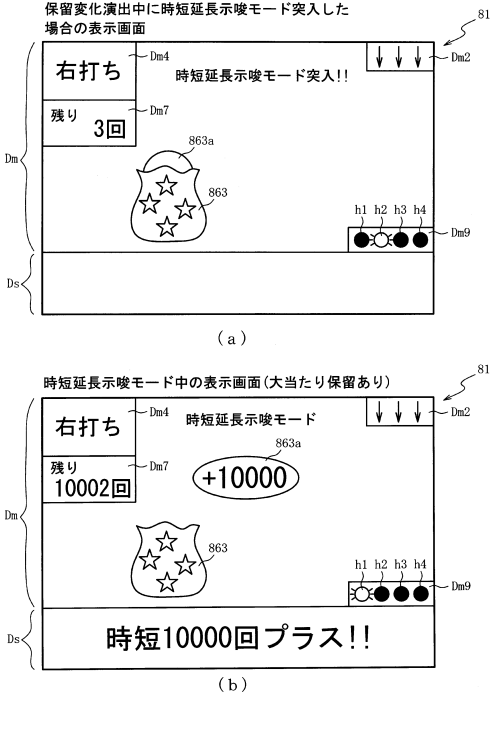 保留変化演出中に時短延長示唆モード突入した
場合の表示画面
81
右打ち
Dm4
時短延長示唆モード突入!!
↓ ↓ ↓
Dm2
残り
3回
Dm7
Dm
863a
863
h1 h2 h3 h4
Dm9
Ds
(a)
時短延長示唆モード中の表示画面(大当たり保留あり)
81
右打ち
Dm4
時短延長示唆モード
↓ ↓ ↓
Dm2
残り
10002回
Dm7
863a
+10000
Dm
863
h1 h2 h3 h4
Dm9
Ds
時短10000回プラス!!
(b)